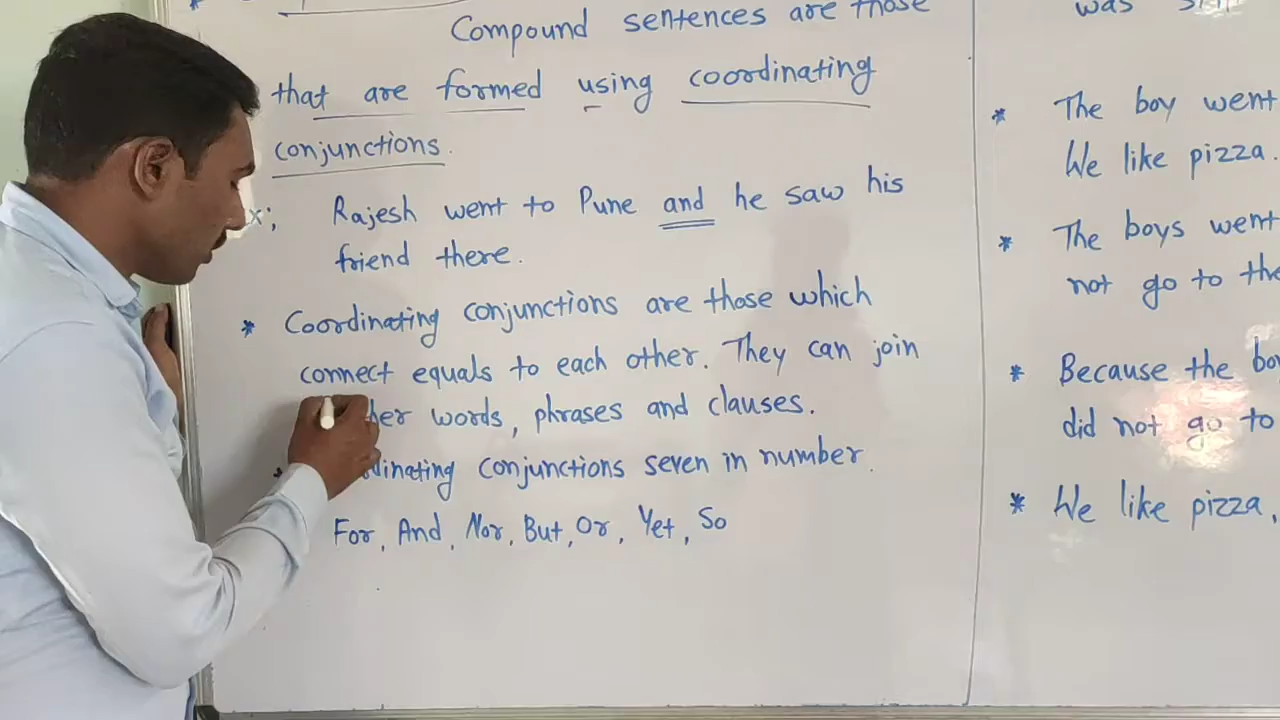 Compound sentences are those
that are formed using coordinating
conjunctions.
x; Rajesh went to Pune and he saw his
friend there.
* Coordinating conjunctions are those which
connect equals to each other. They can join
her words, phrases and clauses.
dinating conjunctions seven in number.
For, And, Nor, But, Or, Yet, So
was
* The boy went
We like pizza.
* The boys went
not go to the
* Because the bo
did not go to
* We like pizza,